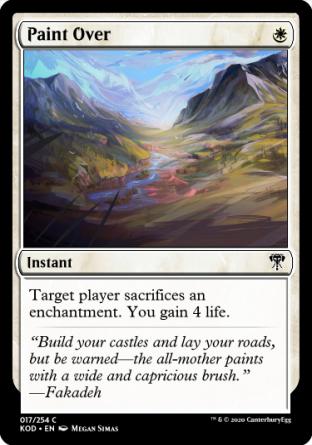 Paint Over
Instant
Target player sacrifices an
enchantment. You gain 4 life.
“Build your castles and lay your roads,
but be warned—the all-mother paints
with a wide and capricious brush.”
—Fakadeh
017/254 C
KOD • EN Megan Simas
™ & © 2020 CanterburyEgg